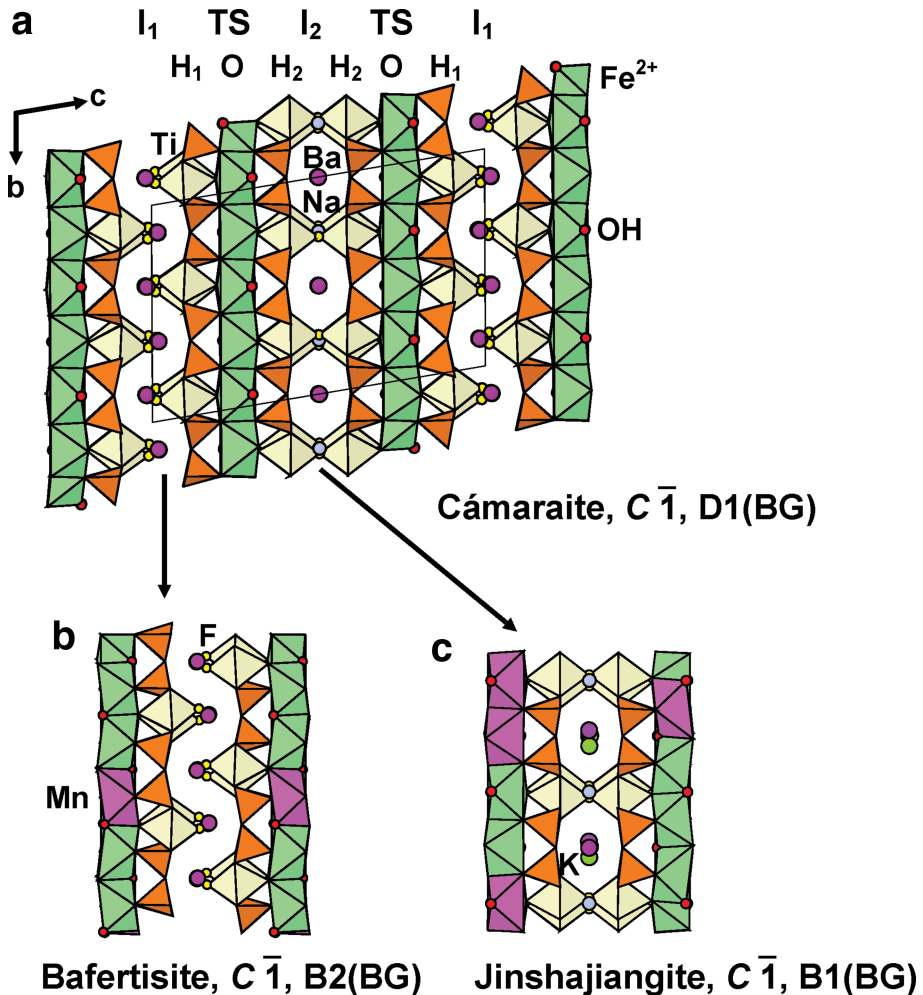 a
I₁ TS I₂ TS I₁
H₁ O H₂ H₂ O H₁
Fe²⁺
c
b
Ti
Ba
Na
OH
Cámaraite, C 1̅, D1(BG)
b
F
c
Mn
K
Bafertisite, C 1̅, B2(BG)
Jinshajiangite, C 1̅, B1(BG)